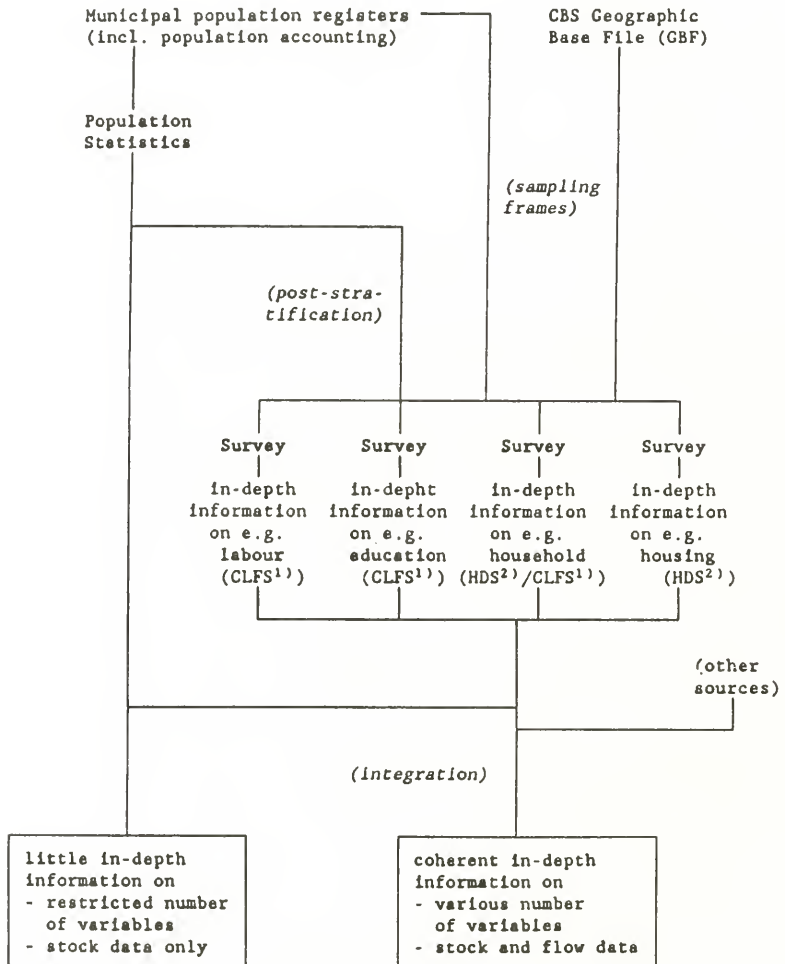 Municipal population registers
(incl. population accounting)
CBS Geographic
Base File (GBF)
Population
Statistics
(sampling
frames)
(post-stra-
tification)
Survey
Survey
Survey
Survey
in-depth
information
on e.g.
labour
(CLFS¹⁾)
in-depht
information
on e.g.
education
(CLFS¹⁾)
in-depth
information
on e.g.
household
(HDS²⁾/CLFS¹⁾)
in-depth
information
on e.g.
housing
(HDS²⁾)
(other
sources)
(integration)
little in-depth
information on
- restricted number
of variables
- stock data only
coherent in-depth
information on
- various number
of variables
- stock and flow data